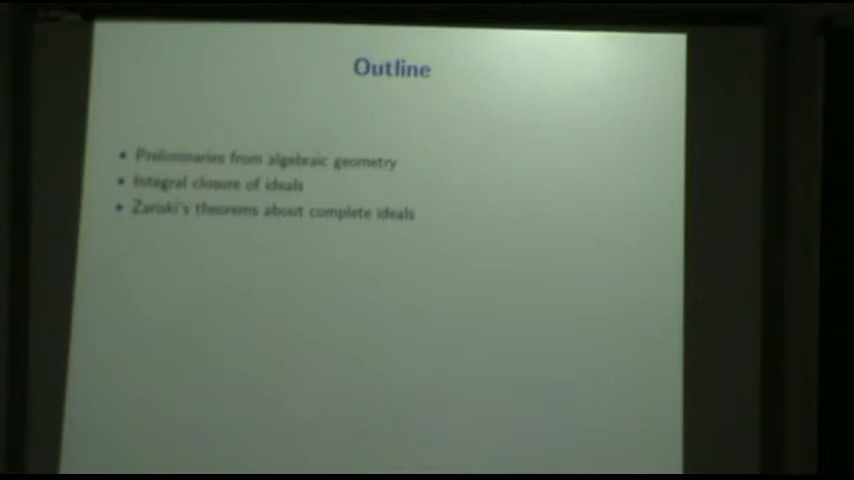 Outline
• Preliminaries from algebraic geometry
• Integral closure of ideals
• Zariski's theorems about complete ideals